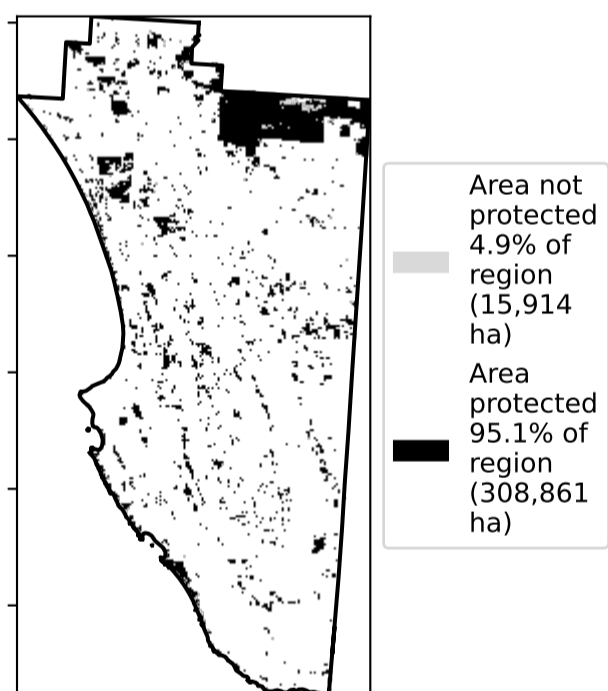 Area not
protected
4.9% of
region
(15,914
ha)
Area
protected
95.1% of
region
(308,861
ha)